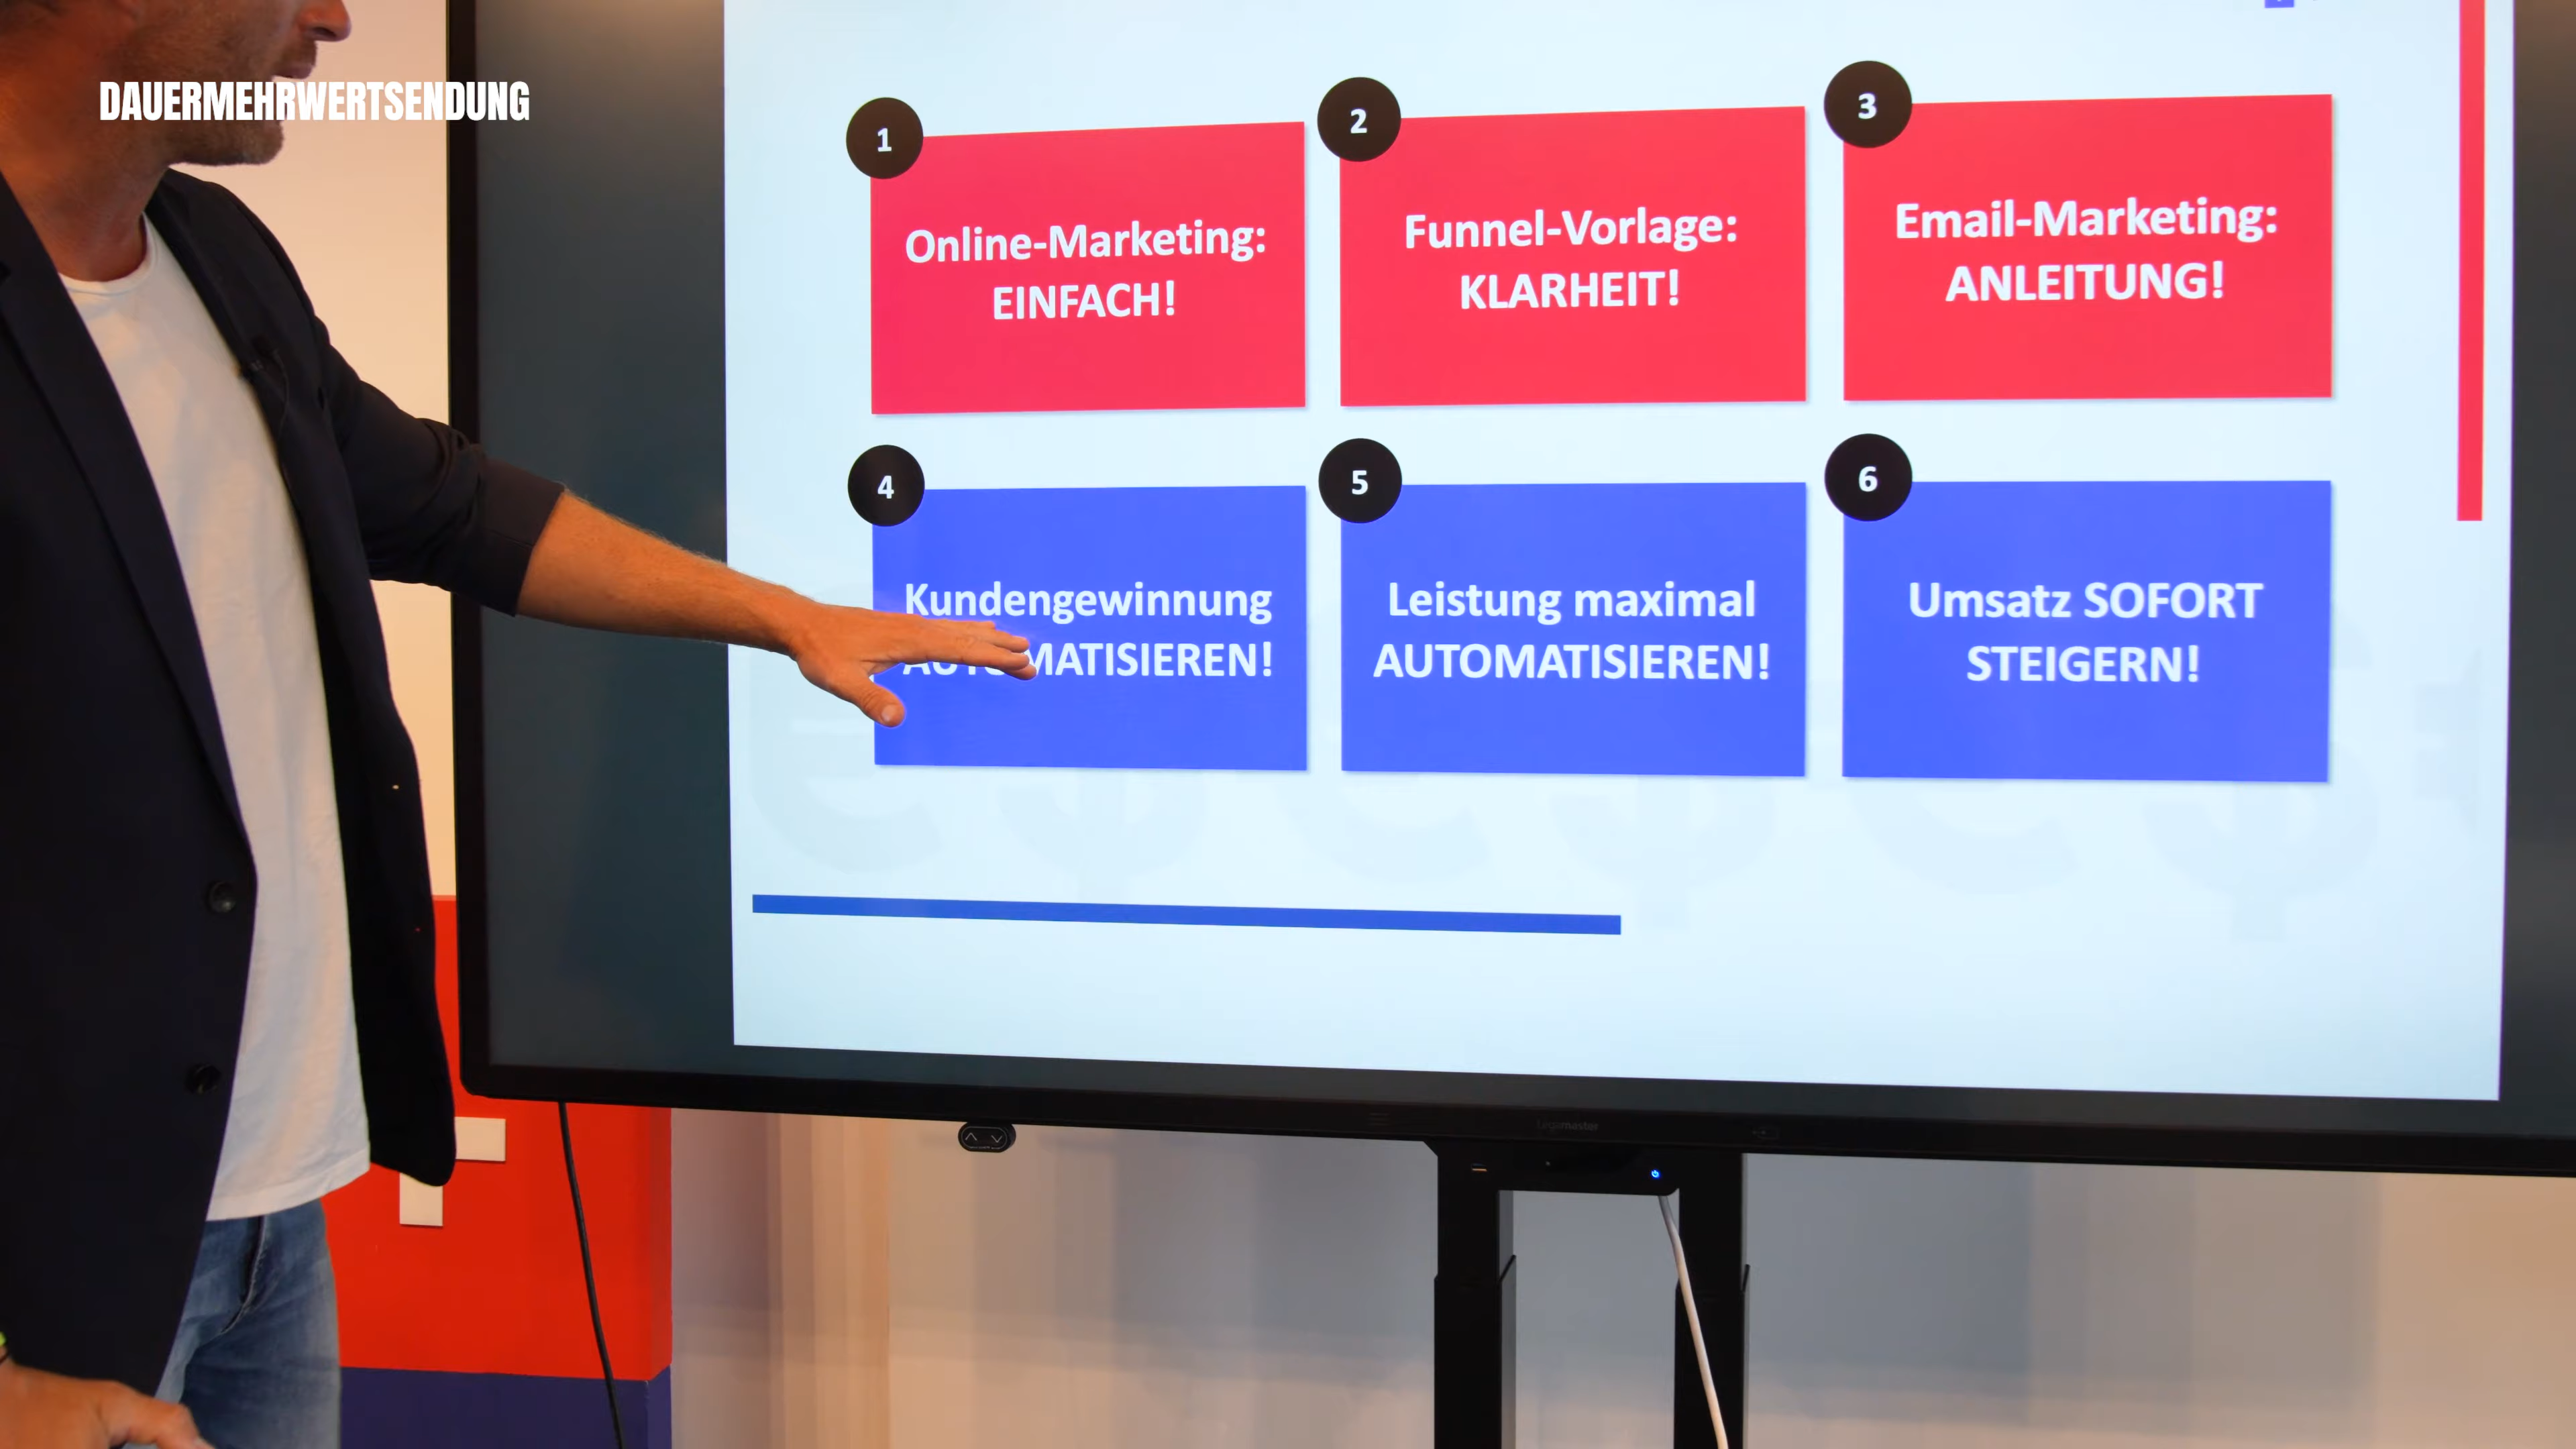 DAUERMEHRWERTSENDUNG
1
Online-Marketing:
EINFACH!
2
Funnel-Vorlage:
KLARHEIT!
3
Email-Marketing:
ANLEITUNG!
4
Kundengewinnung
AUTOMATISIEREN!
5
Leistung maximal
AUTOMATISIEREN!
6
Umsatz SOFORT
STEIGERN!